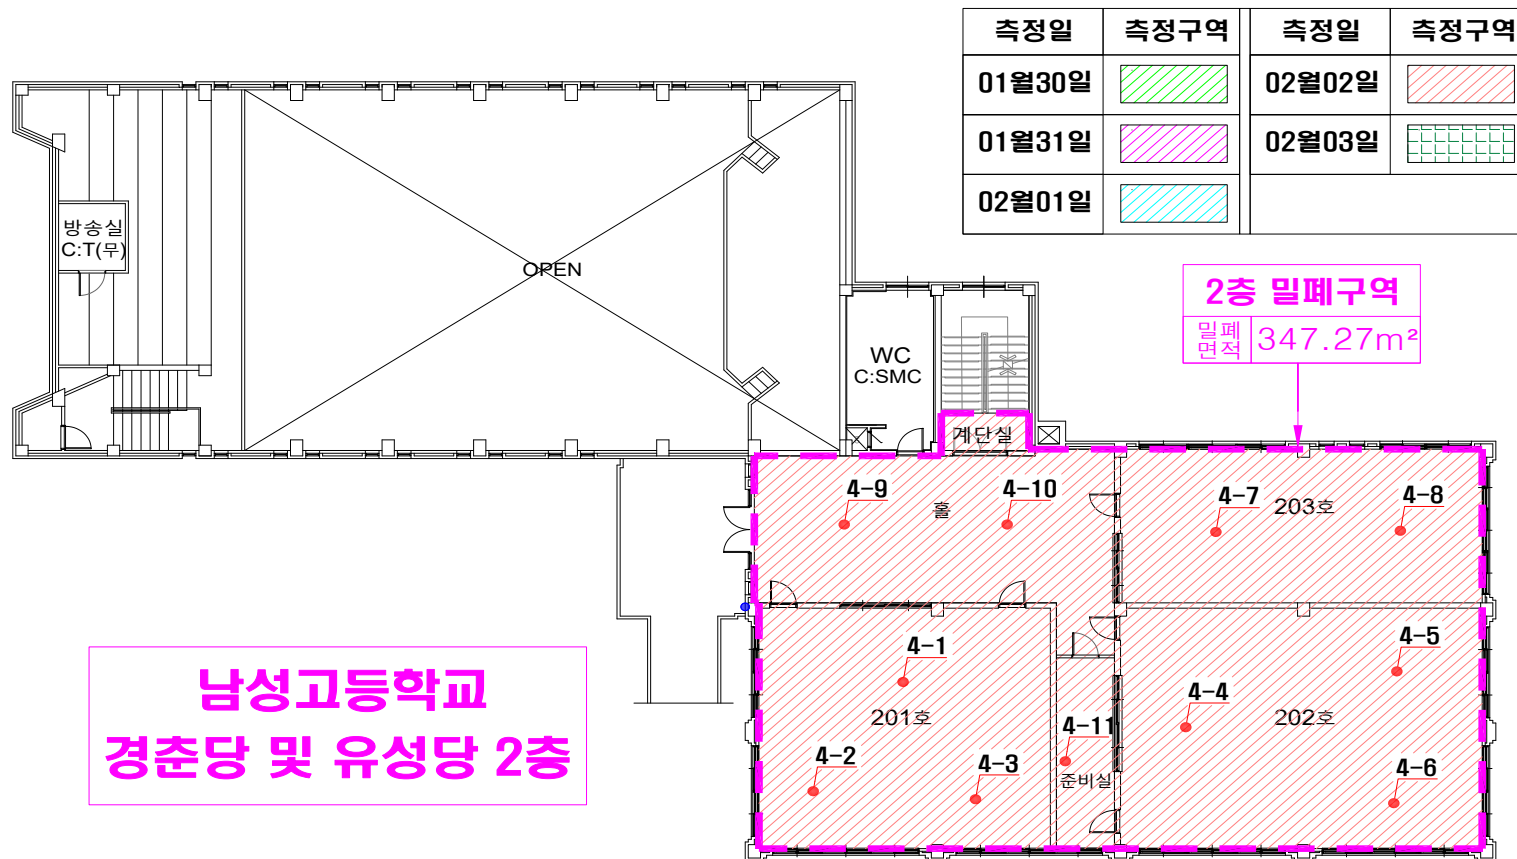 측정일 측정구역 측정일 측정구역
01월30일 02월02일
01월31일 02월03일
02월01일
방송실
C:T(무)
OPEN
WC
C:SMC
2층 밀폐구역
밀폐
면적
347.27m²
계단실
4-9
4-10
홀
4-7
203호
4-8
4-1
201호
4-2
4-3
4-11
준비실
4-4
202호
4-5
4-6
남성고등학교
경춘당 및 유성당 2층